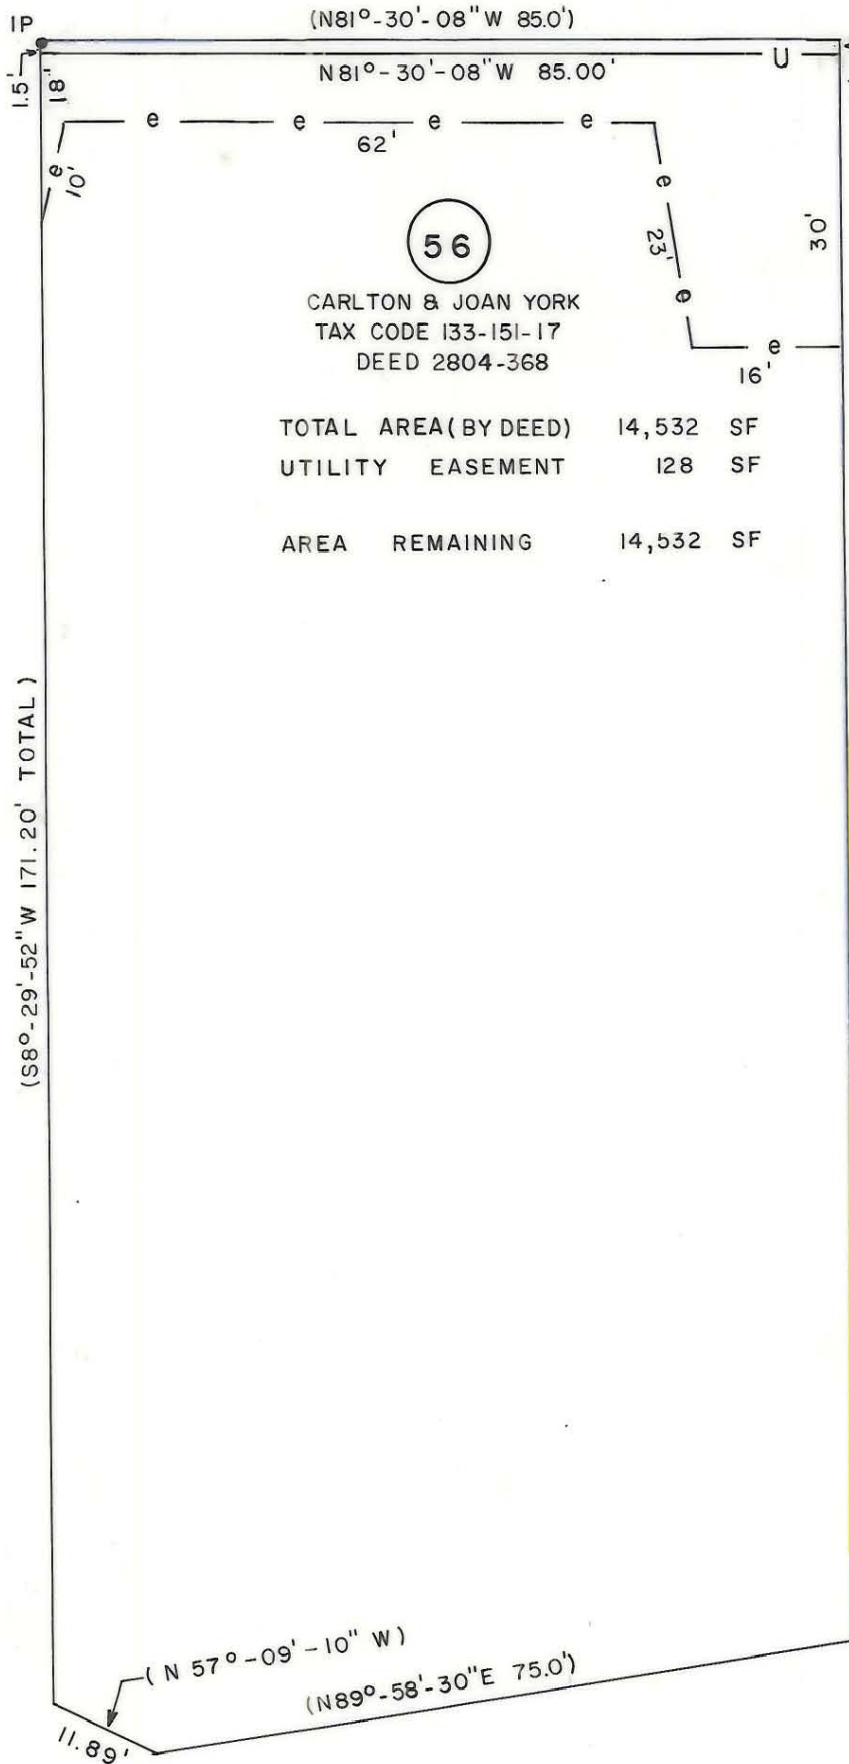 (N81°-30'-08"W 85.0')
IP
N81°-30'-08"W 85.00'
U
1.5'
18'
e e e e
62'
e
10'
e
23'
e
30'
56
CARLTON & JOAN YORK
TAX CODE 133-151-17
DEED 2804-368
e
16'
TOTAL AREA(BY DEED) 14,532 SF
UTILITY EASEMENT 128 SF
AREA REMAINING 14,532 SF
(S8°-29'-52"W 171.20' TOTAL)
(N 57°-09'-10" W)
(N89°-58'-30"E 75.0')
11.89'